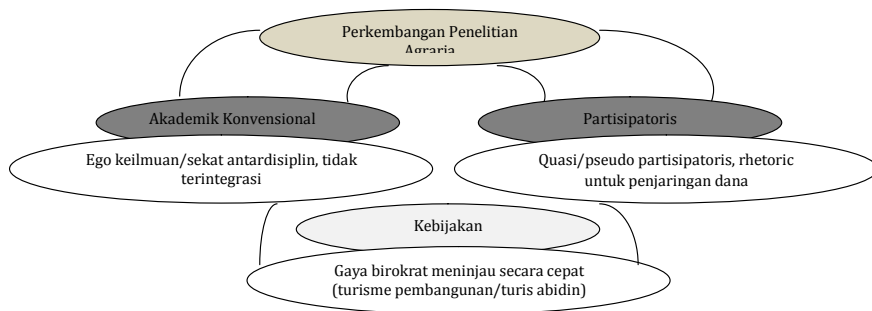 Perkembangan Penelitian
Agraria
Akademik Konvensional
Partisipatoris
Ego keilmuan/sekat antardisiplin, tidak
terintegrasi
Quasi/pseudo partisipatoris, rhetoric
untuk penjaringan dana
Kebijakan
Gaya birokrat meninjau secara cepat
(turisme pembangunan/turis abidin)